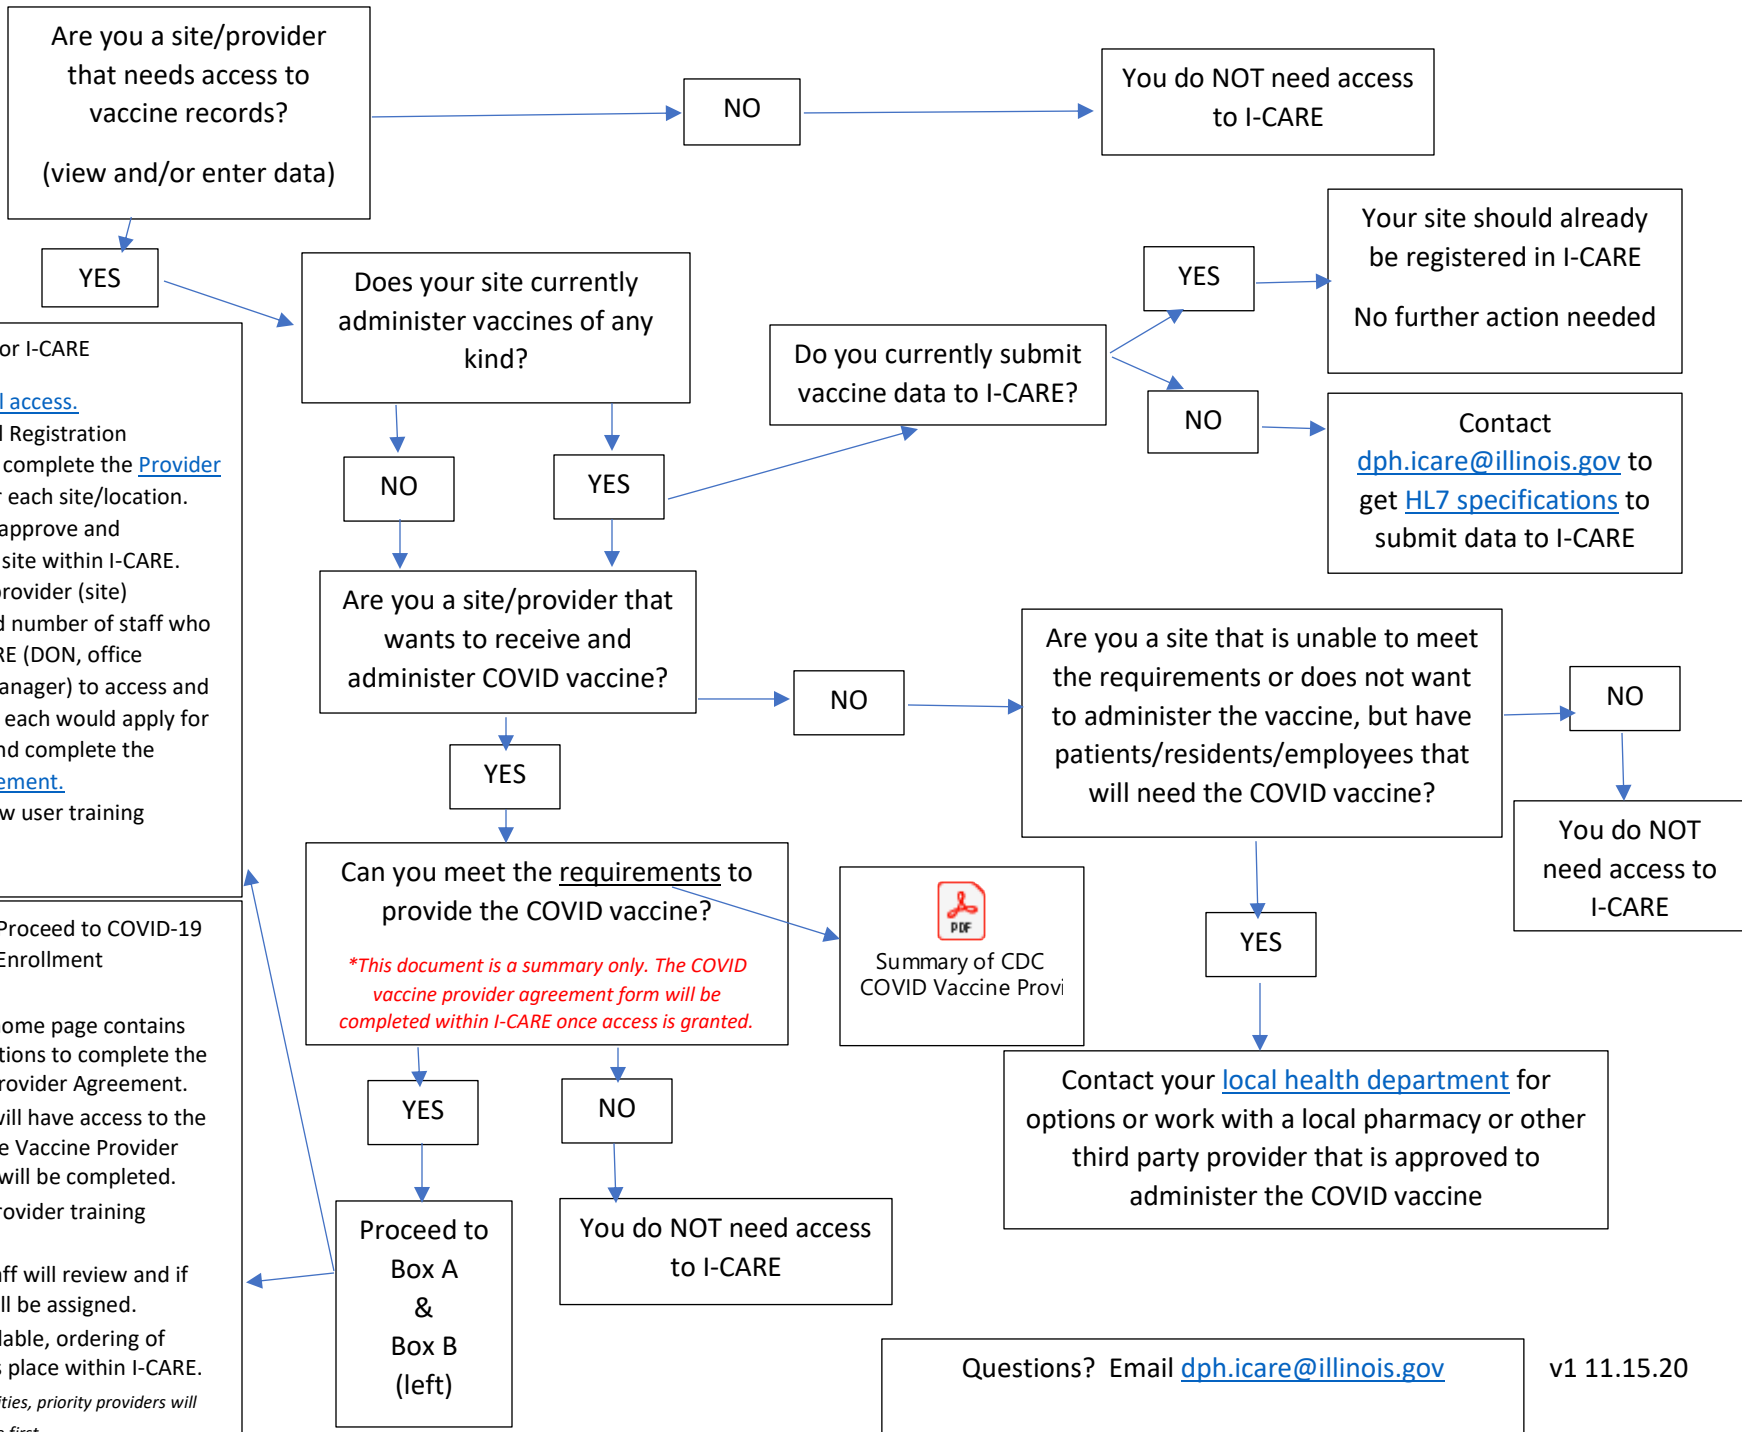 Are you a site/provider
that needs access to
vaccine records?
(view and/or enter data)
NO
You do NOT need access
to I-CARE
YES
Does your site currently
administer vaccines of any
kind?
Do you currently submit
vaccine data to I-CARE?
YES
Your site should already
be registered in I-CARE
No further action needed
NO
Contact
dph.icare@illinois.gov to
get HL7 specifications to
submit data to I-CARE
NO
YES
Are you a site/provider that
wants to receive and
administer COVID vaccine?
NO
Are you a site that is unable to meet
the requirements or does not want
to administer the vaccine, but have
patients/residents/employees that
will need the COVID vaccine?
NO
You do NOT
need access to
I-CARE
YES
Contact your local health department for
options or work with a local pharmacy or other
third party provider that is approved to
administer the COVID vaccine
YES
Can you meet the requirements to
provide the COVID vaccine?
*This document is a summary only. The COVID
vaccine provider agreement form will be
completed within I-CARE once access is granted.
PDF
Summary of CDC
COVID Vaccine Provi
YES
NO
You do NOT need access
to I-CARE
Proceed to
Box A
&
Box B
(left)
or I-CARE
l access.
l Registration
complete the Provider
r each site/location.
approve and
site within I-CARE.
provider (site)
d number of staff who
RE (DON, office
anager) to access and
each would apply for
nd complete the
ement.
w user training
Proceed to COVID-19
Enrollment
ome page contains
tions to complete the
rovider Agreement.
will have access to the
e Vaccine Provider
will be completed.
rovider training
aff will review and if
ll be assigned.
lable, ordering of
s place within I-CARE.
ities, priority providers will
first
Questions? Email dph.icare@illinois.gov
v1 11.15.20